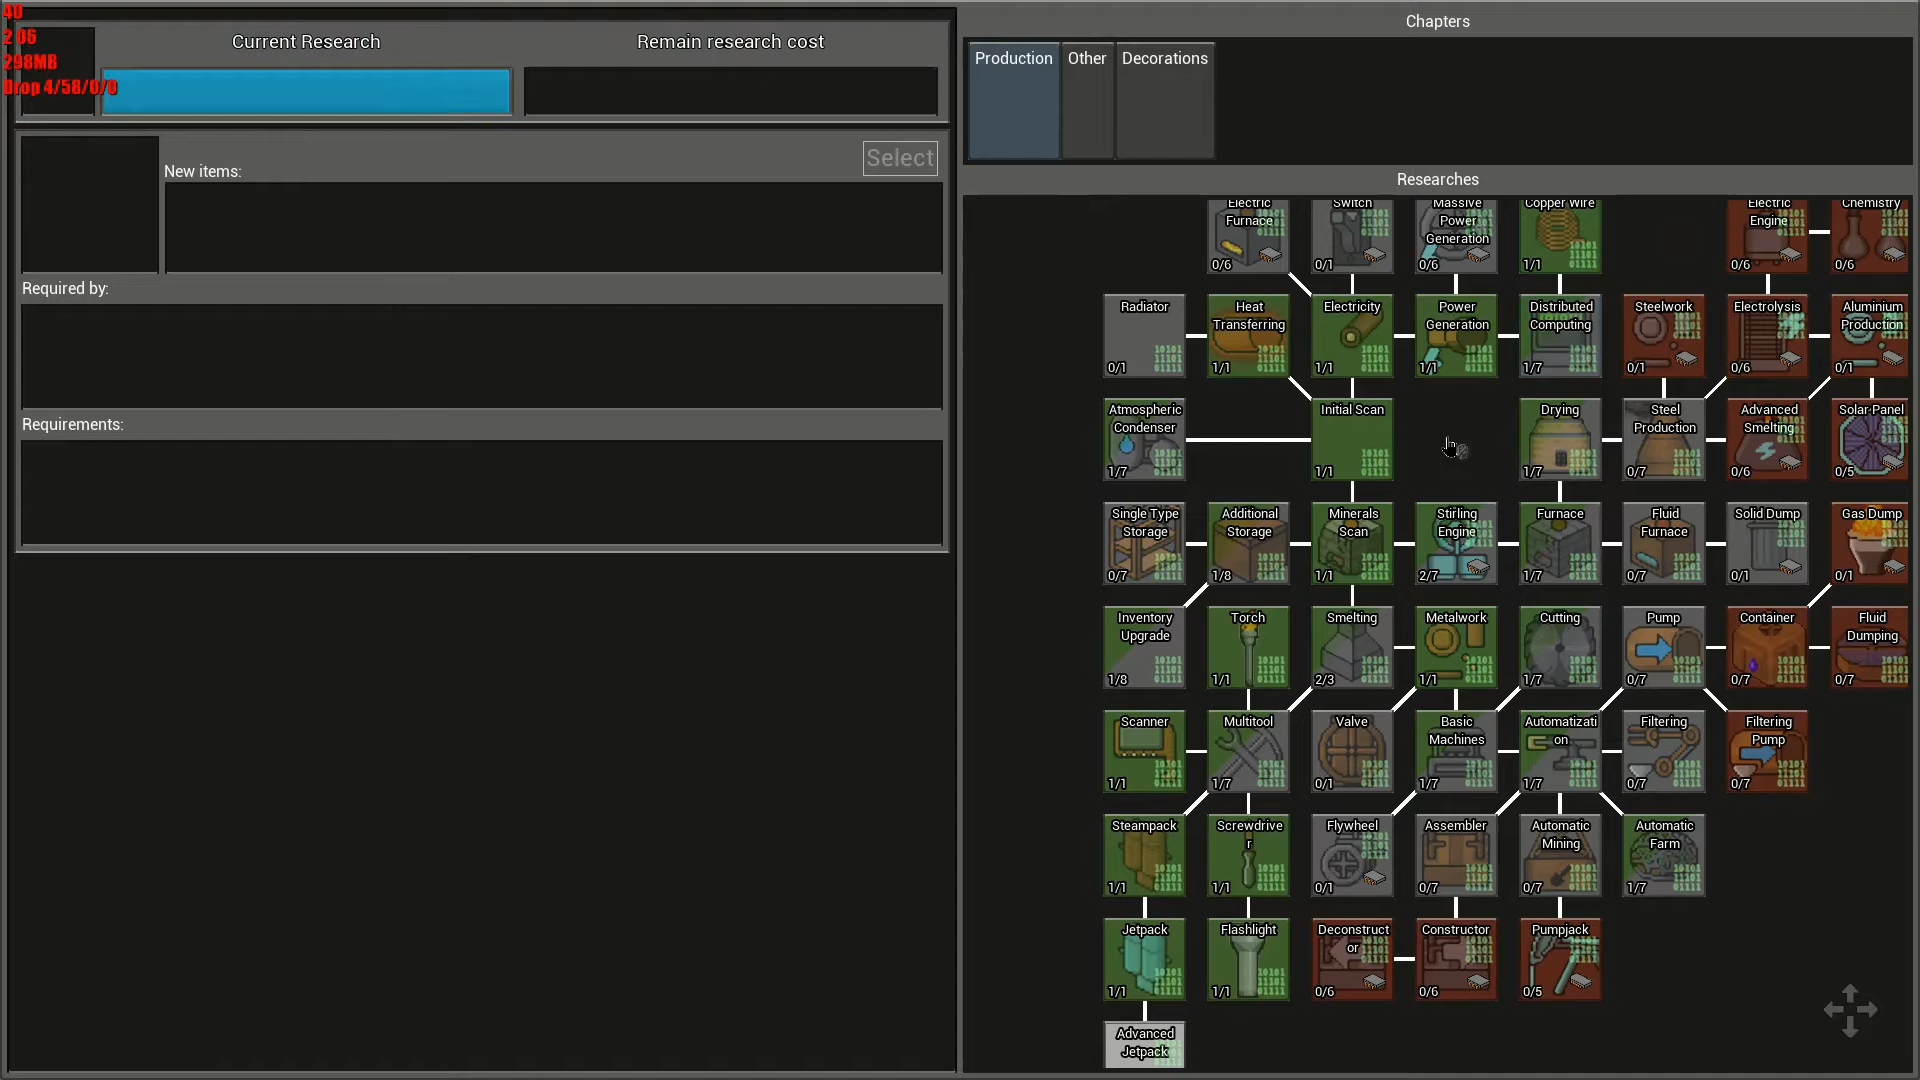 40
2 06
298MB
Drop 4/58/0/0
Current Research
Remain research cost
Select
New items:
Required by:
Requirements:
Chapters
Production
Other
Decorations
Researches
Electric
Furnace
0/6
Switch
0/1
Massive
Power
Generation
0/6
Copper Wire
1/1
Electric
Engine
0/6
Chemistry
0/6
Radiator
0/1
Heat
Transferring
1/1
Electricity
1/1
Power
Generation
1/1
Distributed
Computing
1/7
Steelwork
0/1
Electrolysis
0/6
Aluminium
Production
0/1
Atmospheric
Condenser
1/7
Initial Scan
1/1
Drying
1/7
Steel
Production
0/7
Advanced
Smelting
0/6
Solar Panel
0/5
Single Type
Storage
0/7
Additional
Storage
1/8
Minerals
Scan
1/1
Stirling
Engine
2/7
Furnace
1/7
Fluid
Furnace
0/7
Solid Dump
0/1
Gas Dump
0/1
Inventory
Upgrade
1/8
Torch
1/1
Smelting
2/3
Metalwork
1/1
Cutting
1/7
Pump
0/7
Container
0/7
Fluid
Dumping
0/7
Scanner
1/1
Multitool
1/7
Valve
0/1
Basic
Machines
1/7
Automatizati
on
1/7
Filtering
0/7
Filtering
Pump
0/7
Steampack
1/1
Screwdrive
r
1/1
Flywheel
0/1
Assembler
0/7
Automatic
Mining
0/7
Automatic
Farm
1/7
Jetpack
1/1
Flashlight
1/1
Deconstruct
or
0/6
Constructor
0/6
Pumpjack
0/5
Advanced
Jetpack